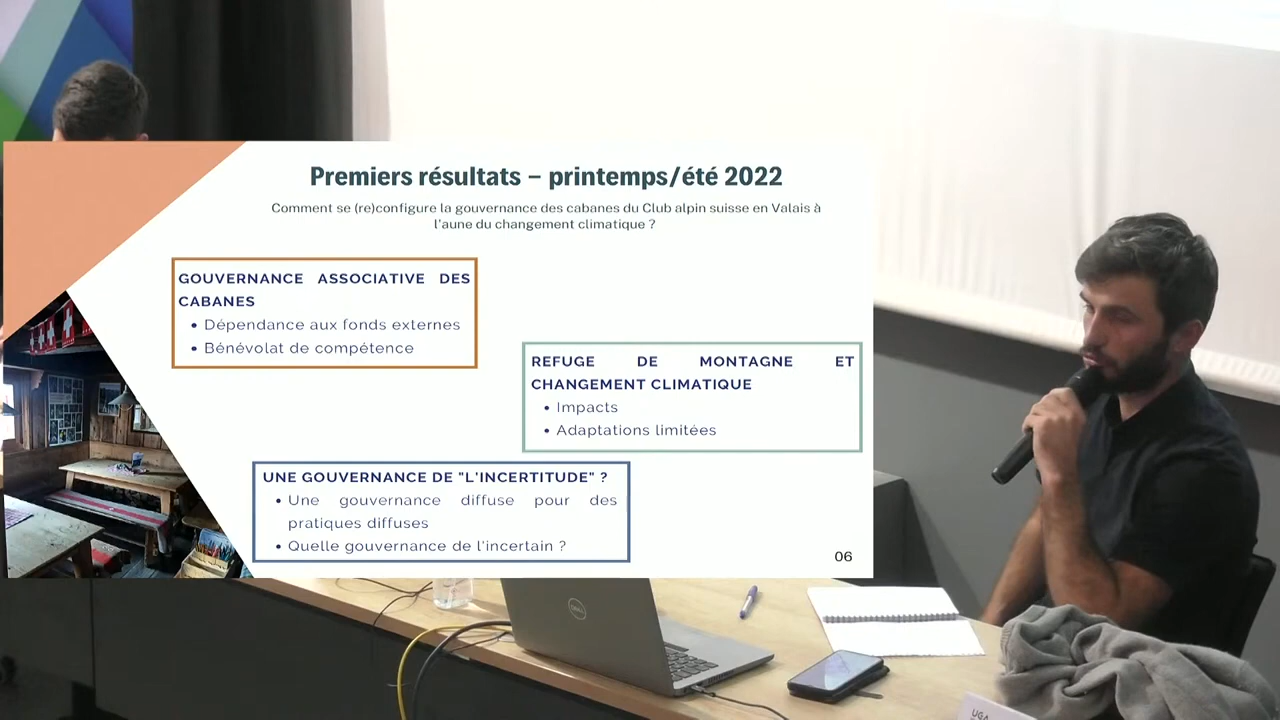 Premiers résultats – printemps/été 2022
Comment se (re)configure la gouvernance des cabanes du Club alpin suisse en Valais à
l'aune du changement climatique ?
GOUVERNANCE ASSOCIATIVE DES
CABANES
• Dépendance aux fonds externes
• Bénévolat de compétence
REFUGE DE MONTAGNE ET
CHANGEMENT CLIMATIQUE
• Impacts
• Adaptations limitées
UNE GOUVERNANCE DE "L'INCERTITUDE" ?
• Une gouvernance diffuse pour des
pratiques diffuses
• Quelle gouvernance de l'incertain ?
06
DELL
UGA